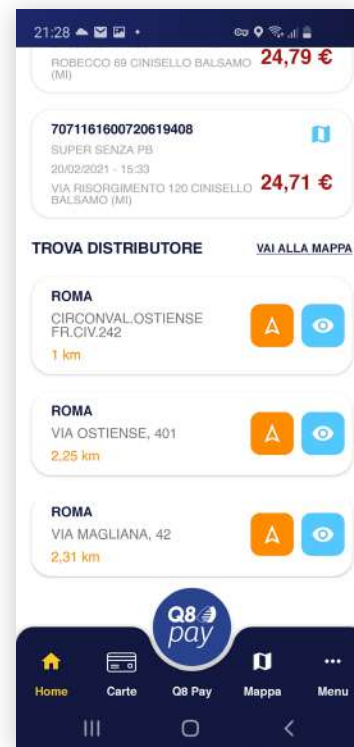 21:28
ROBECCO 69 CINISELLO BALSAMO
(MI)
24,79 €
7071161600720619408
SUPER SENZA PB
20/02/2021 - 15:33
VIA RISORGIMENTO 120 CINISELLO
BALSAMO (MI)
24,71 €
TROVA DISTRIBUTORE
VAI ALLA MAPPA
ROMA
CIRCONVAL.OSTIENSE
FR.CIV.242
1 km
ROMA
VIA OSTIENSE, 401
2,25 km
ROMA
VIA MAGLIANA, 42
2,31 km
Q8
pay
Home
Carte
Q8 Pay
Mappa
Menu